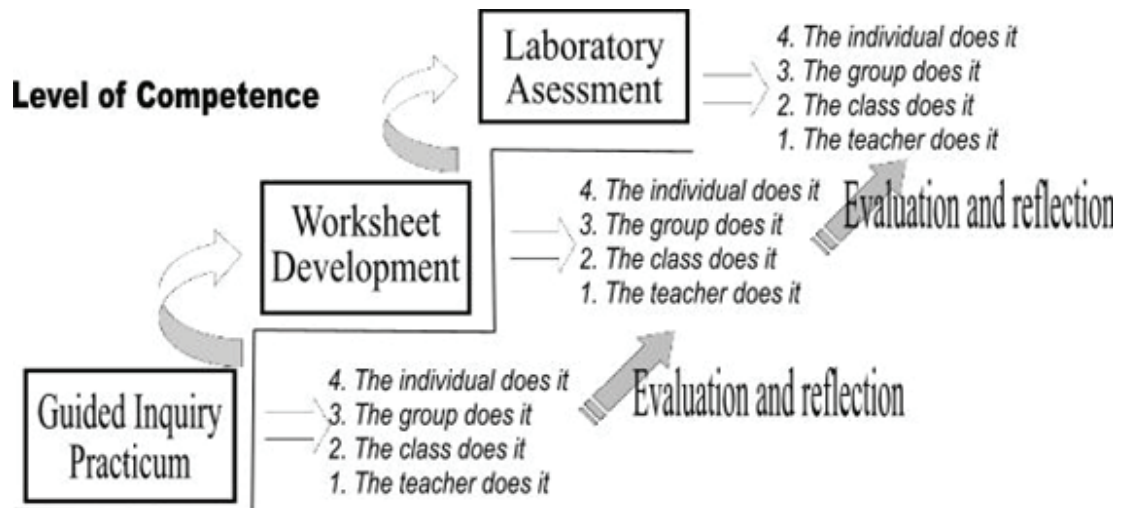 Laboratory
Asessment
4. The individual does it
3. The group does it
2. The class does it
1. The teacher does it
Level of Competence
Worksheet
Development
4. The individual does it
3. The group does it
2. The class does it
1. The teacher does it
Evaluation and reflection
Guided Inquiry
Practicum
4. The individual does it
3. The group does it
2. The class does it
1. The teacher does it
Evaluation and reflection